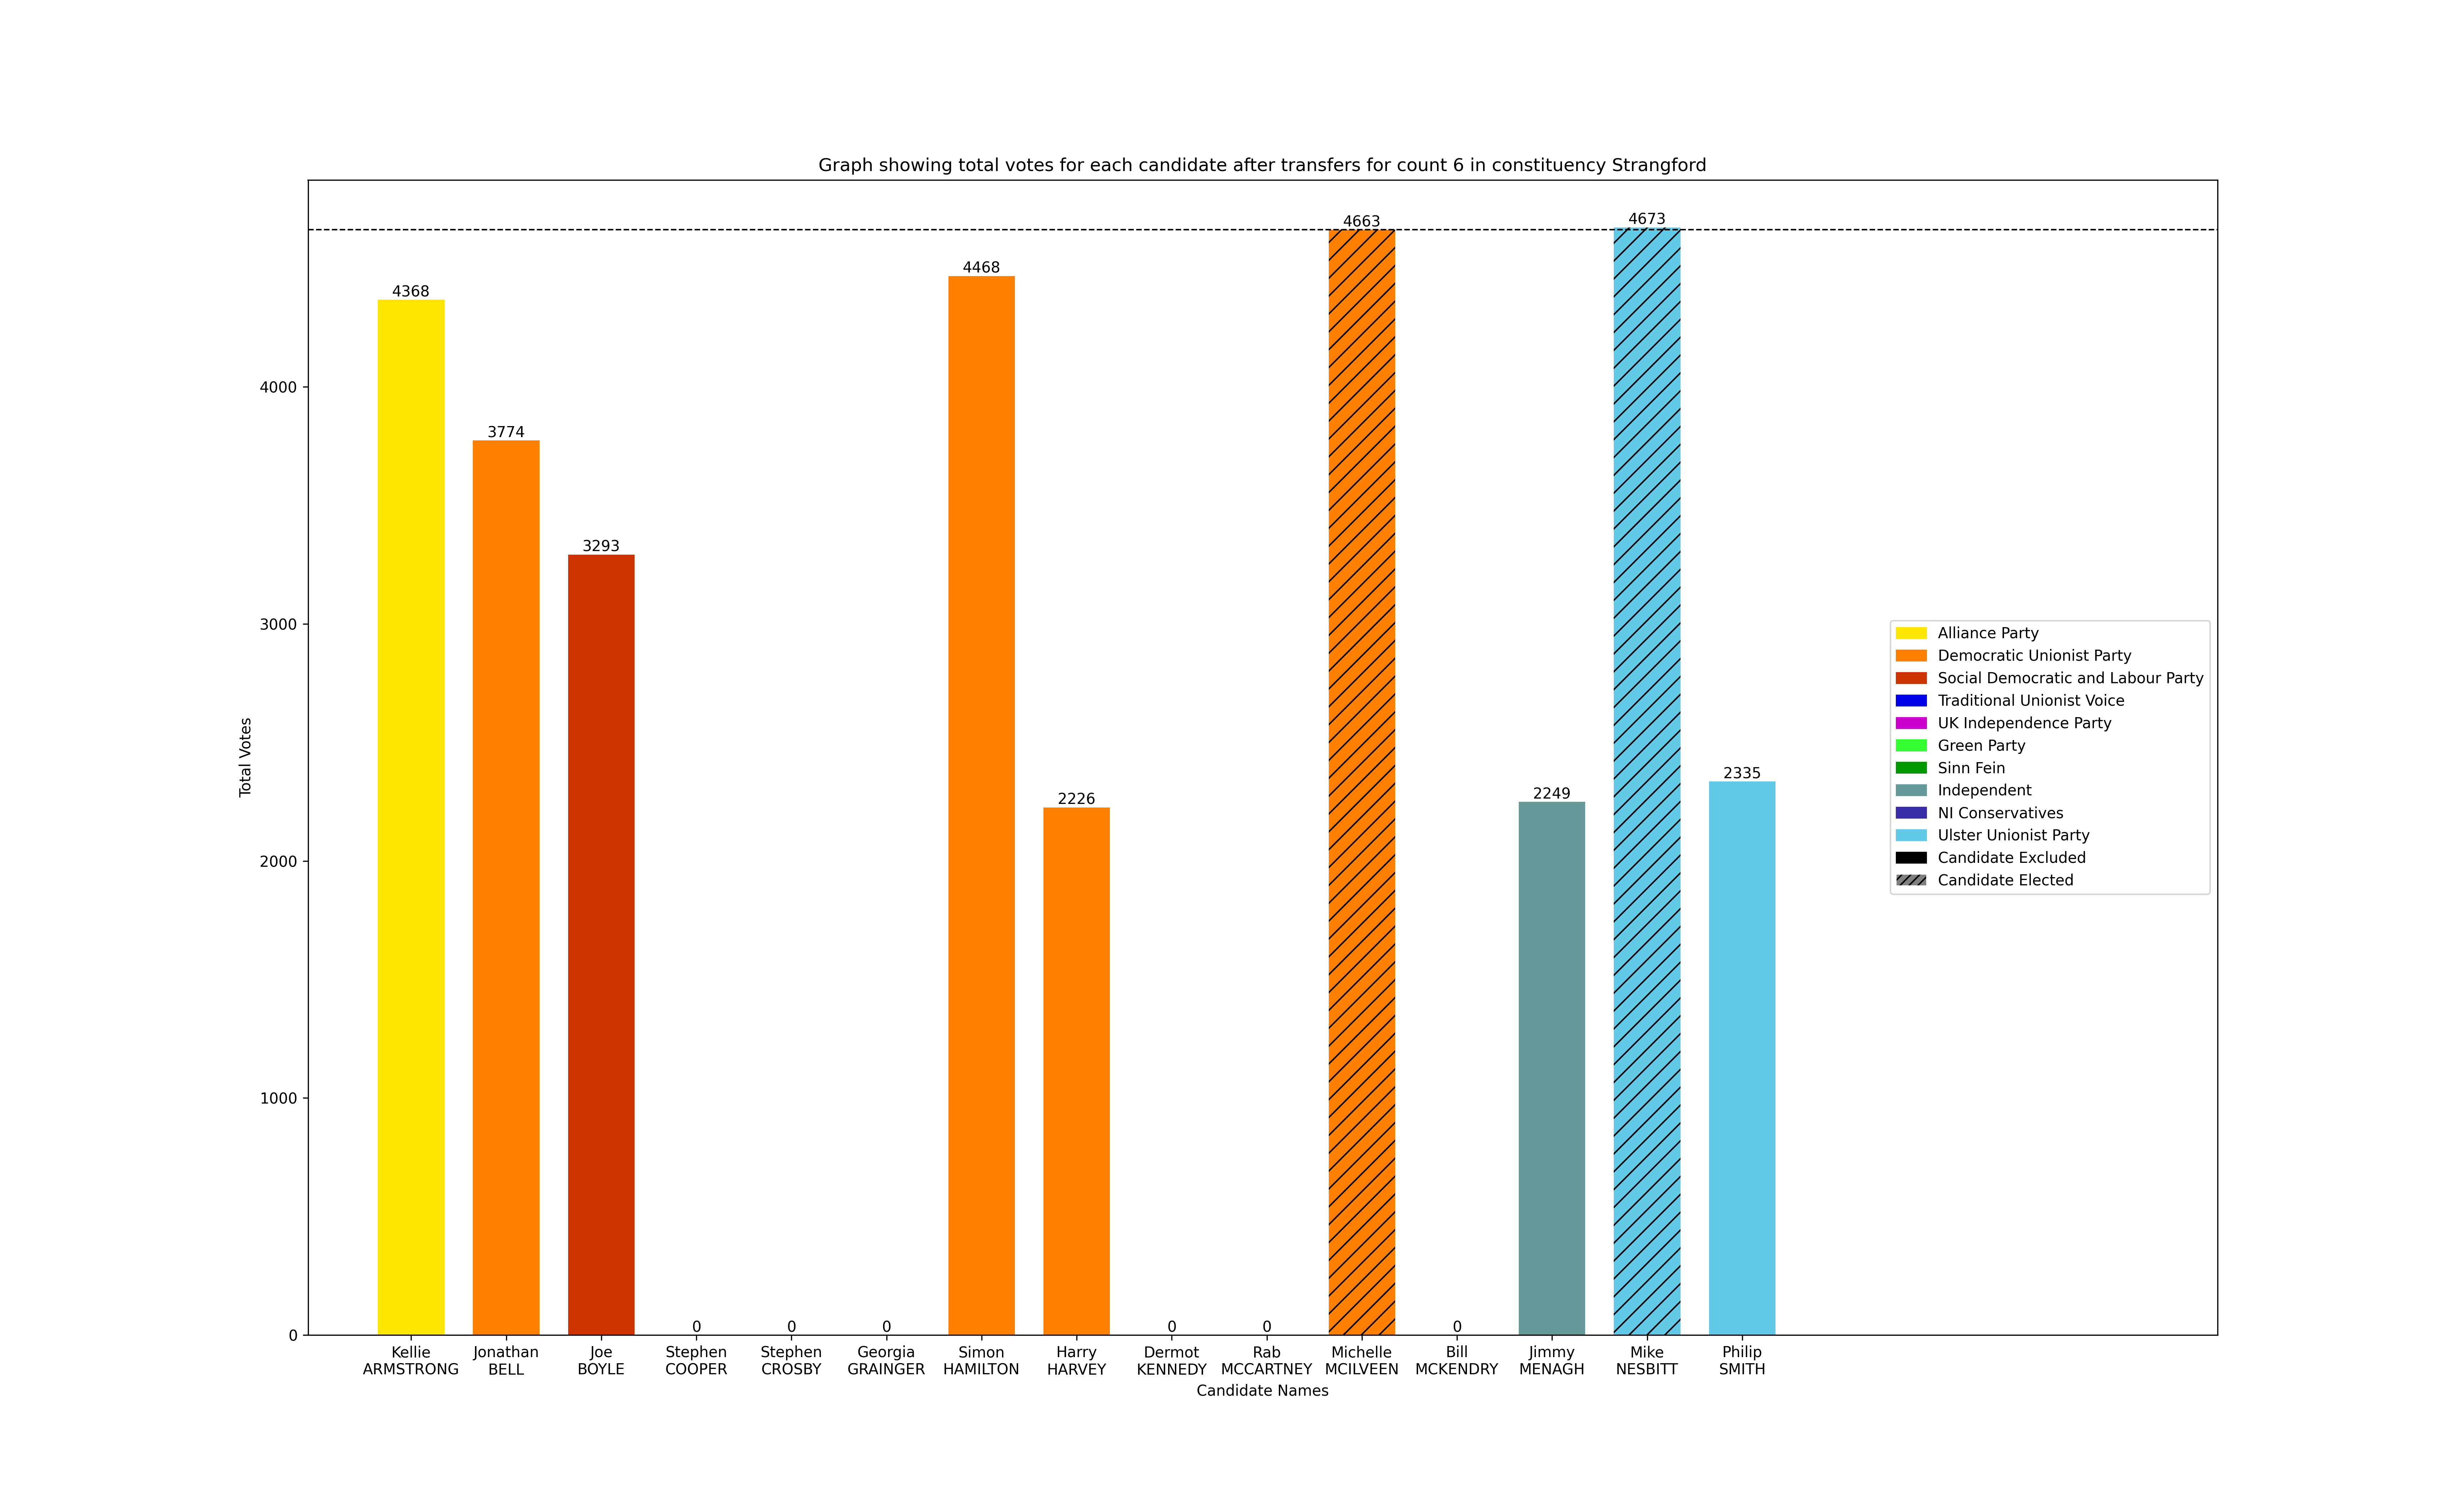 Graph showing total votes for each candidate after transfers for count 6 in constituency Strangford
Total Votes
4000
3000
2000
1000
0
4368
3774
3293
0
0
0
4468
2226
0
0
4663
0
2249
4673
2335
Kellie
ARMSTRONG
Jonathan
BELL
Joe
BOYLE
Stephen
COOPER
Stephen
CROSBY
Georgia
GRAINGER
Simon
HAMILTON
Harry
HARVEY
Dermot
KENNEDY
Rab
MCCARTNEY
Michelle
MCILVEEN
Bill
MCKENDRY
Jimmy
MENAGH
Mike
NESBITT
Philip
SMITH
Candidate Names
Alliance Party
Democratic Unionist Party
Social Democratic and Labour Party
Traditional Unionist Voice
UK Independence Party
Green Party
Sinn Fein
Independent
NI Conservatives
Ulster Unionist Party
Candidate Excluded
Candidate Elected